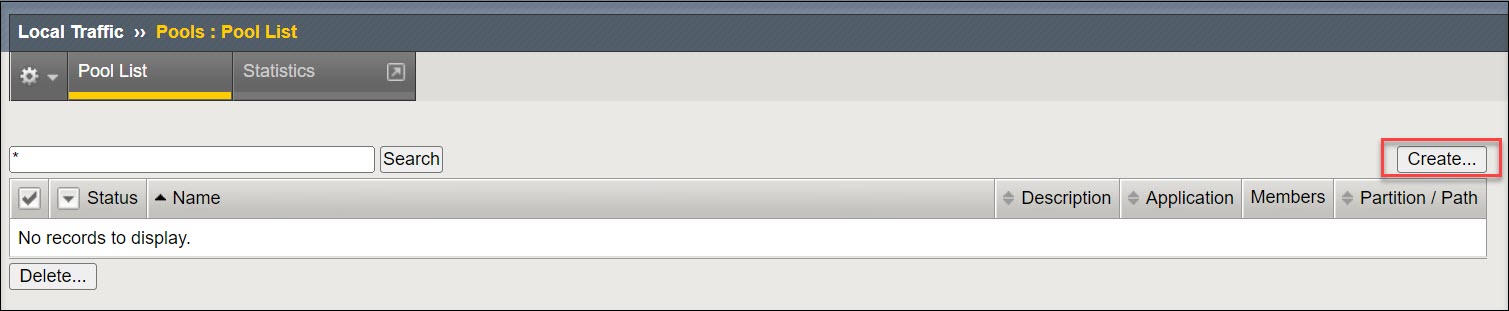 Local Traffic ›› Pools : Pool List
Pool List Statistics
* Search Create...
Status Name Description Application Members Partition / Path
No records to display.
Delete...